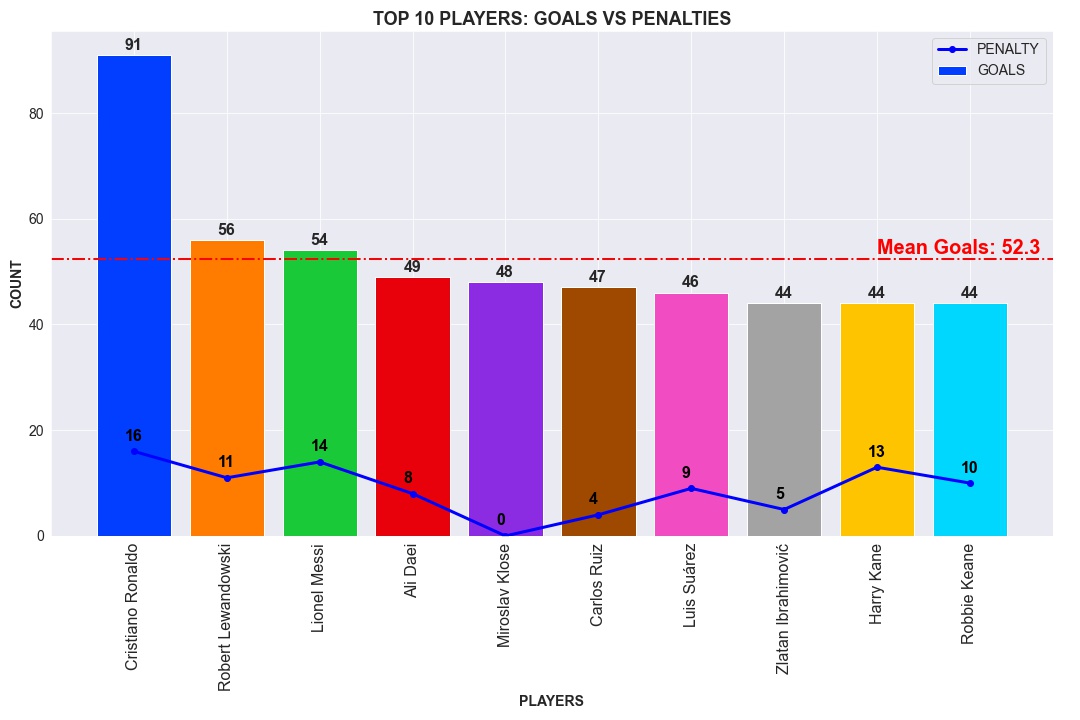 TOP 10 PLAYERS: GOALS VS PENALTIES
PENALTY
GOALS
COUNT
80
60
40
20
0
91
56
54
49
48
47
46
44
44
44
Mean Goals: 52.3
16
11
14
8
0
4
9
5
13
10
Cristiano Ronaldo
Robert Lewandowski
Lionel Messi
Ali Daei
Miroslav Klose
Carlos Ruiz
Luis Suárez
Zlatan Ibrahimović
Harry Kane
Robbie Keane
PLAYERS